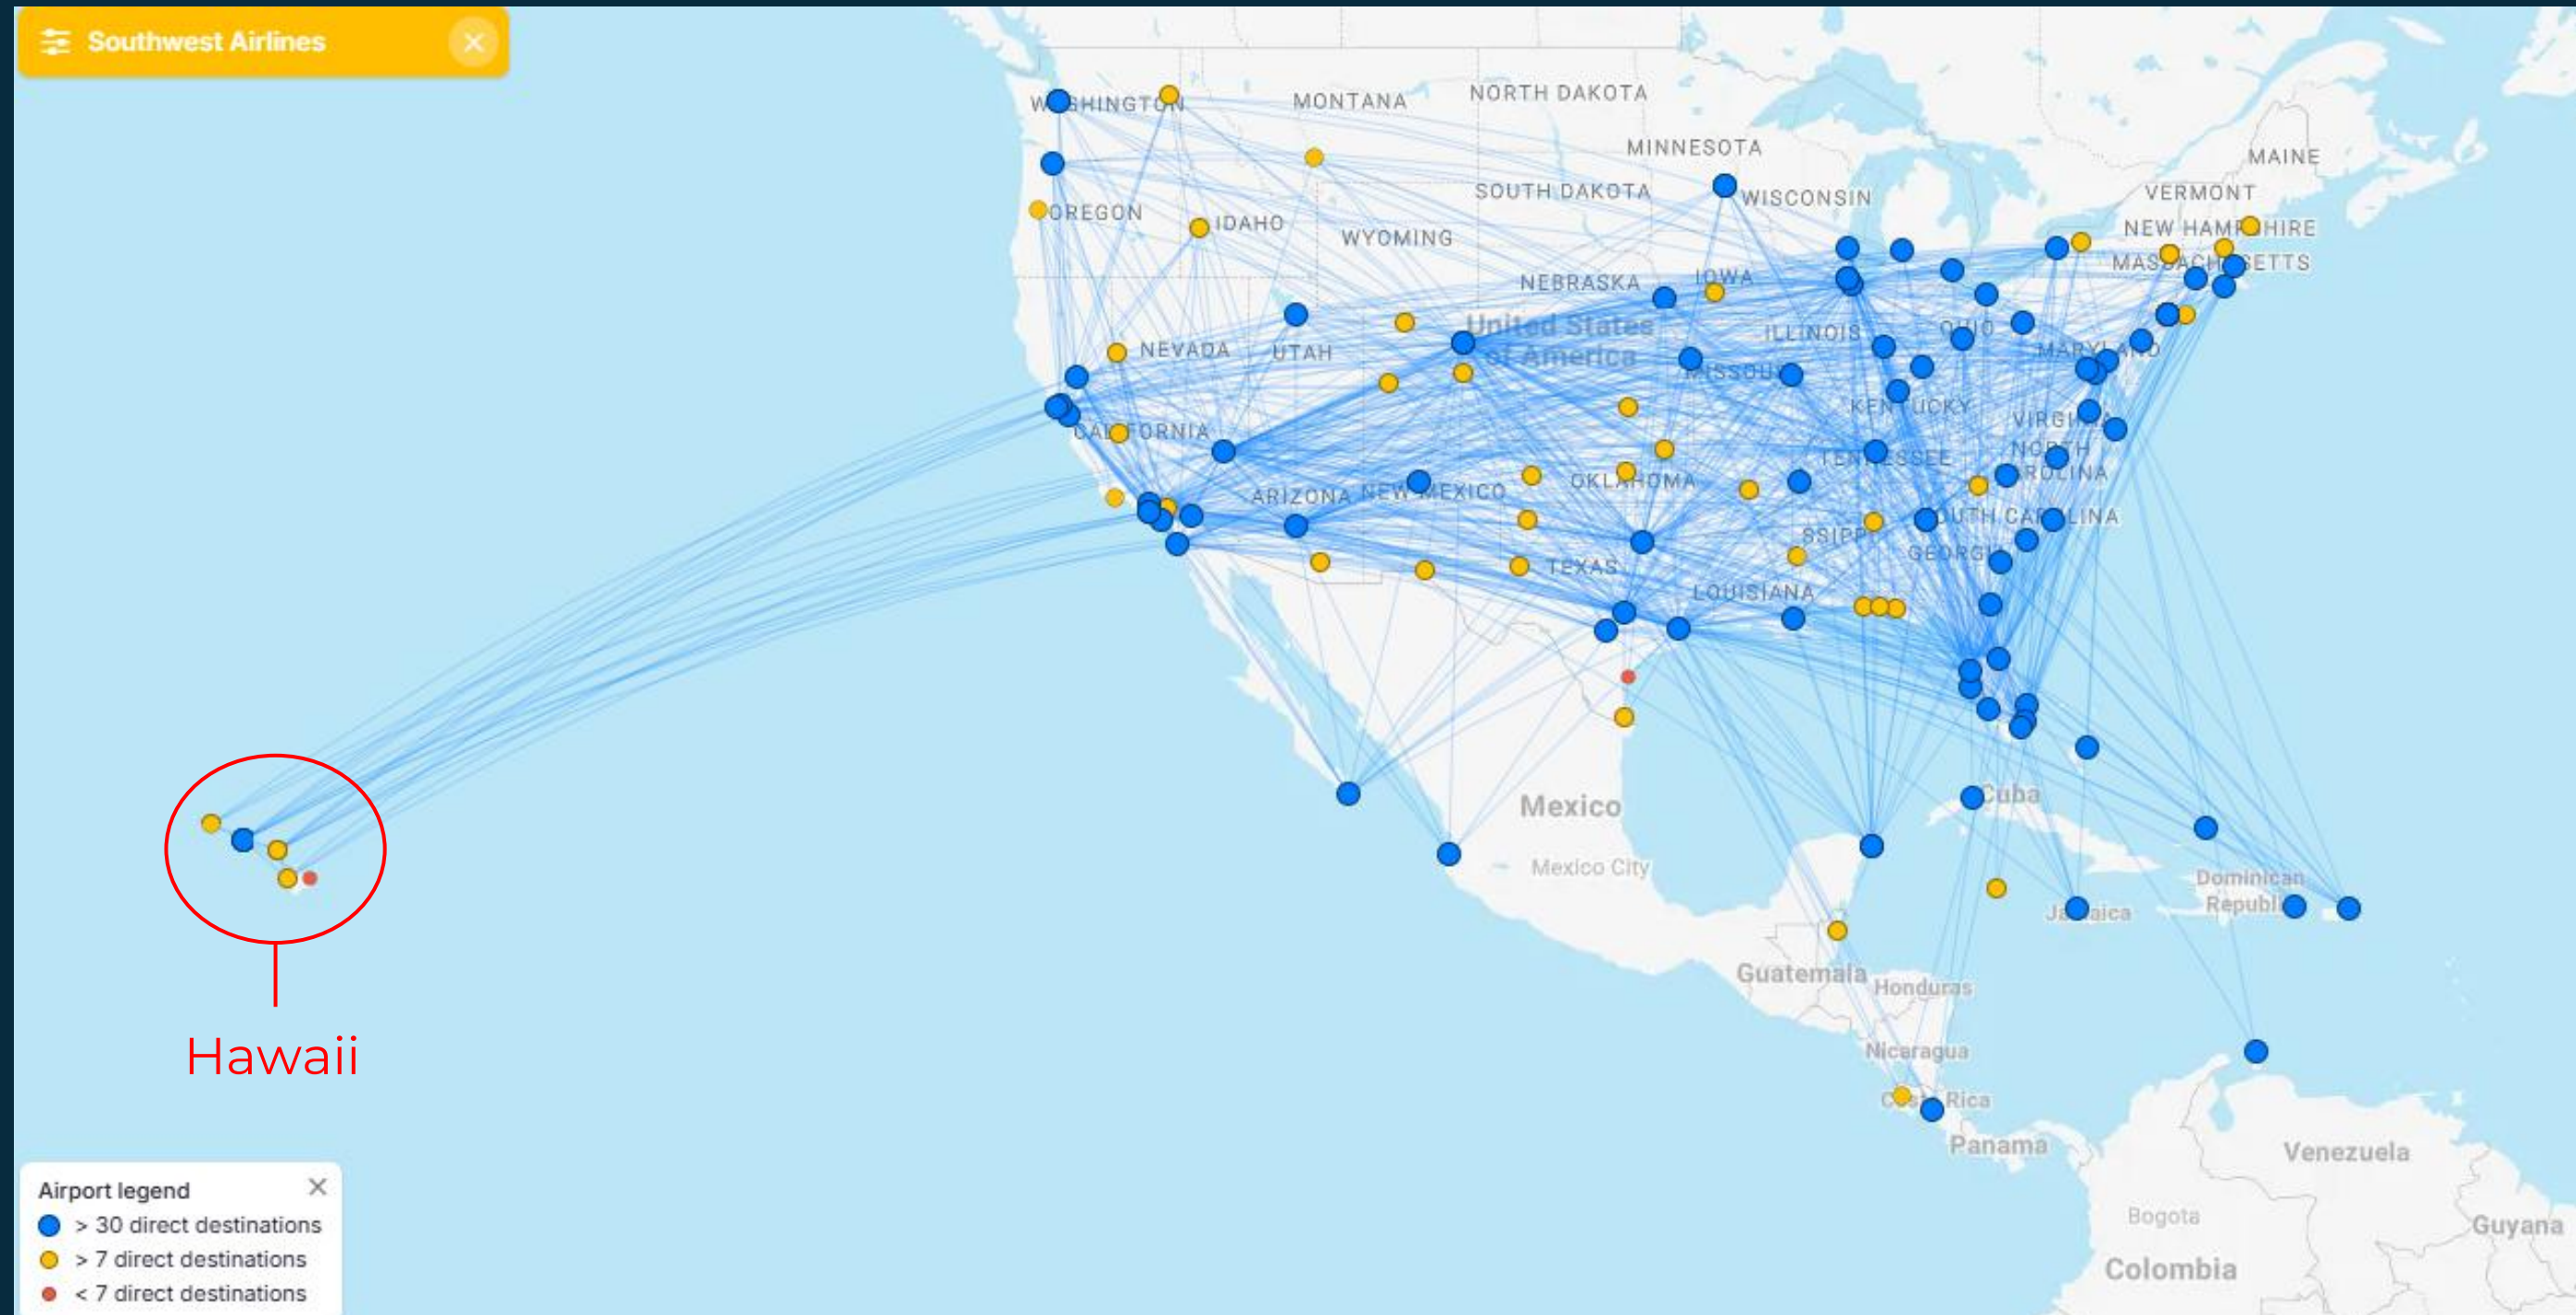 Southwest Airlines
WASHINGTON
MONTANA
NORTH DAKOTA
MINNESOTA
MAINE
SOUTH DAKOTA
WISCONSIN
VERMONT
OREGON
IDAHO
WYOMING
NEW HAMPSHIRE
MASSACHUSETTS
NEBRASKA
IOWA
United States
of America
NEVADA
UTAH
ILLINOIS
OHIO
MARYLAND
MISSOURI
KENTUCKY
VIRGINIA
CALIFORNIA
NORTH
CAROLINA
TENNESSEE
ARIZONA
NEW MEXICO
OKLAHOMA
SOUTH CAROLINA
SSIPP
GEORGIA
TEXAS
LOUISIANA
Mexico
Cuba
Mexico City
Dominican
Republic
Jamaica
Guatemala
Honduras
Hawaii
Nicaragua
Costa Rica
Panama
Venezuela
Bogota
Guyana
Colombia
Airport legend
> 30 direct destinations
> 7 direct destinations
< 7 direct destinations